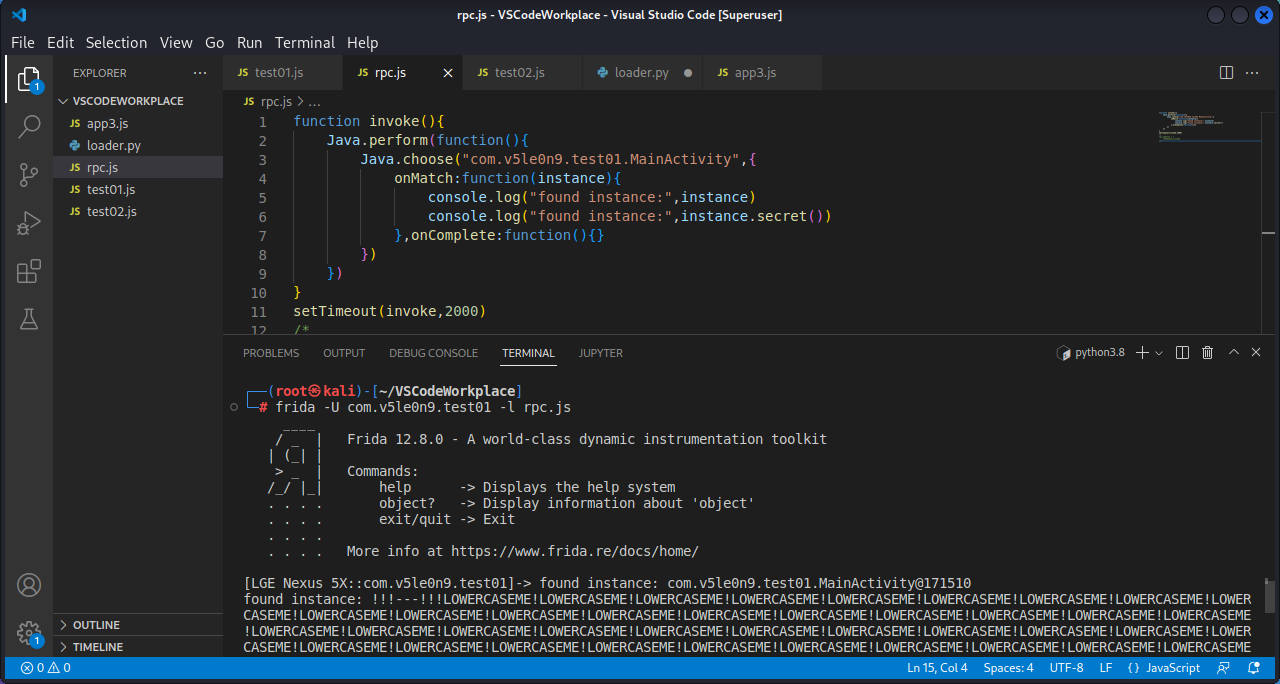 rpc.js - VSCodeWorkplace - Visual Studio Code [Superuser]
File Edit Selection View Go Run Terminal Help
EXPLORER ···
JS test01.js JS rpc.js × JS test02.js loader.py ● JS app3.js ···
VSCODEWORKPLACE
JS app3.js
loader.py
JS rpc.js
JS test01.js
JS test02.js
OUTLINE
TIMELINE
1
1
JS rpc.js > ...
1 function invoke(){
2     Java.perform(function(){
3         Java.choose("com.v5le0n9.test01.MainActivity",{
4             onMatch:function(instance){
5                 console.log("found instance:",instance)
6                 console.log("found instance:",instance.secret())
7             },onComplete:function(){}
8         })
9     })
10 }
11 setTimeout(invoke,2000)
12 /*
PROBLEMS OUTPUT DEBUG CONSOLE TERMINAL JUPYTER python3.8
┌──(root㉿kali)-[~/VSCodeWorkplace]
└─# frida -U com.v5le0n9.test01 -l rpc.js
     ____
    / _  |   Frida 12.8.0 - A world-class dynamic instrumentation toolkit
   | (_| |
    > _  |   Commands:
   /_/ |_|       help      -> Displays the help system
   . . . .       object?   -> Display information about 'object'
   . . . .       exit/quit -> Exit
   . . . .
   . . . .   More info at https://www.frida.re/docs/home/
[LGE Nexus 5X::com.v5le0n9.test01]-> found instance: com.v5le0n9.test01.MainActivity@171510
found instance: !!!---!!!LOWERCASEME!LOWERCASEME!LOWERCASEME!LOWERCASEME!LOWERCASEME!LOWERCASEME!LOWERCASEME!LOWERCASEME!LOWER
CASEME!LOWERCASEME!LOWERCASEME!LOWERCASEME!LOWERCASEME!LOWERCASEME!LOWERCASEME!LOWERCASEME!LOWERCASEME!LOWERCASEME!LOWERCASEME
!LOWERCASEME!LOWERCASEME!LOWERCASEME!LOWERCASEME!LOWERCASEME!LOWERCASEME!LOWERCASEME!LOWERCASEME!LOWERCASEME!LOWERCASEME!LOWER
CASEME!LOWERCASEME!LOWERCASEME!LOWERCASEME!LOWERCASEME!LOWERCASEME!LOWERCASEME!LOWERCASEME!LOWERCASEME!LOWERCASEME!LOWERCASEME
0 0 Ln 15, Col 4 Spaces: 4 UTF-8 LF {} JavaScript